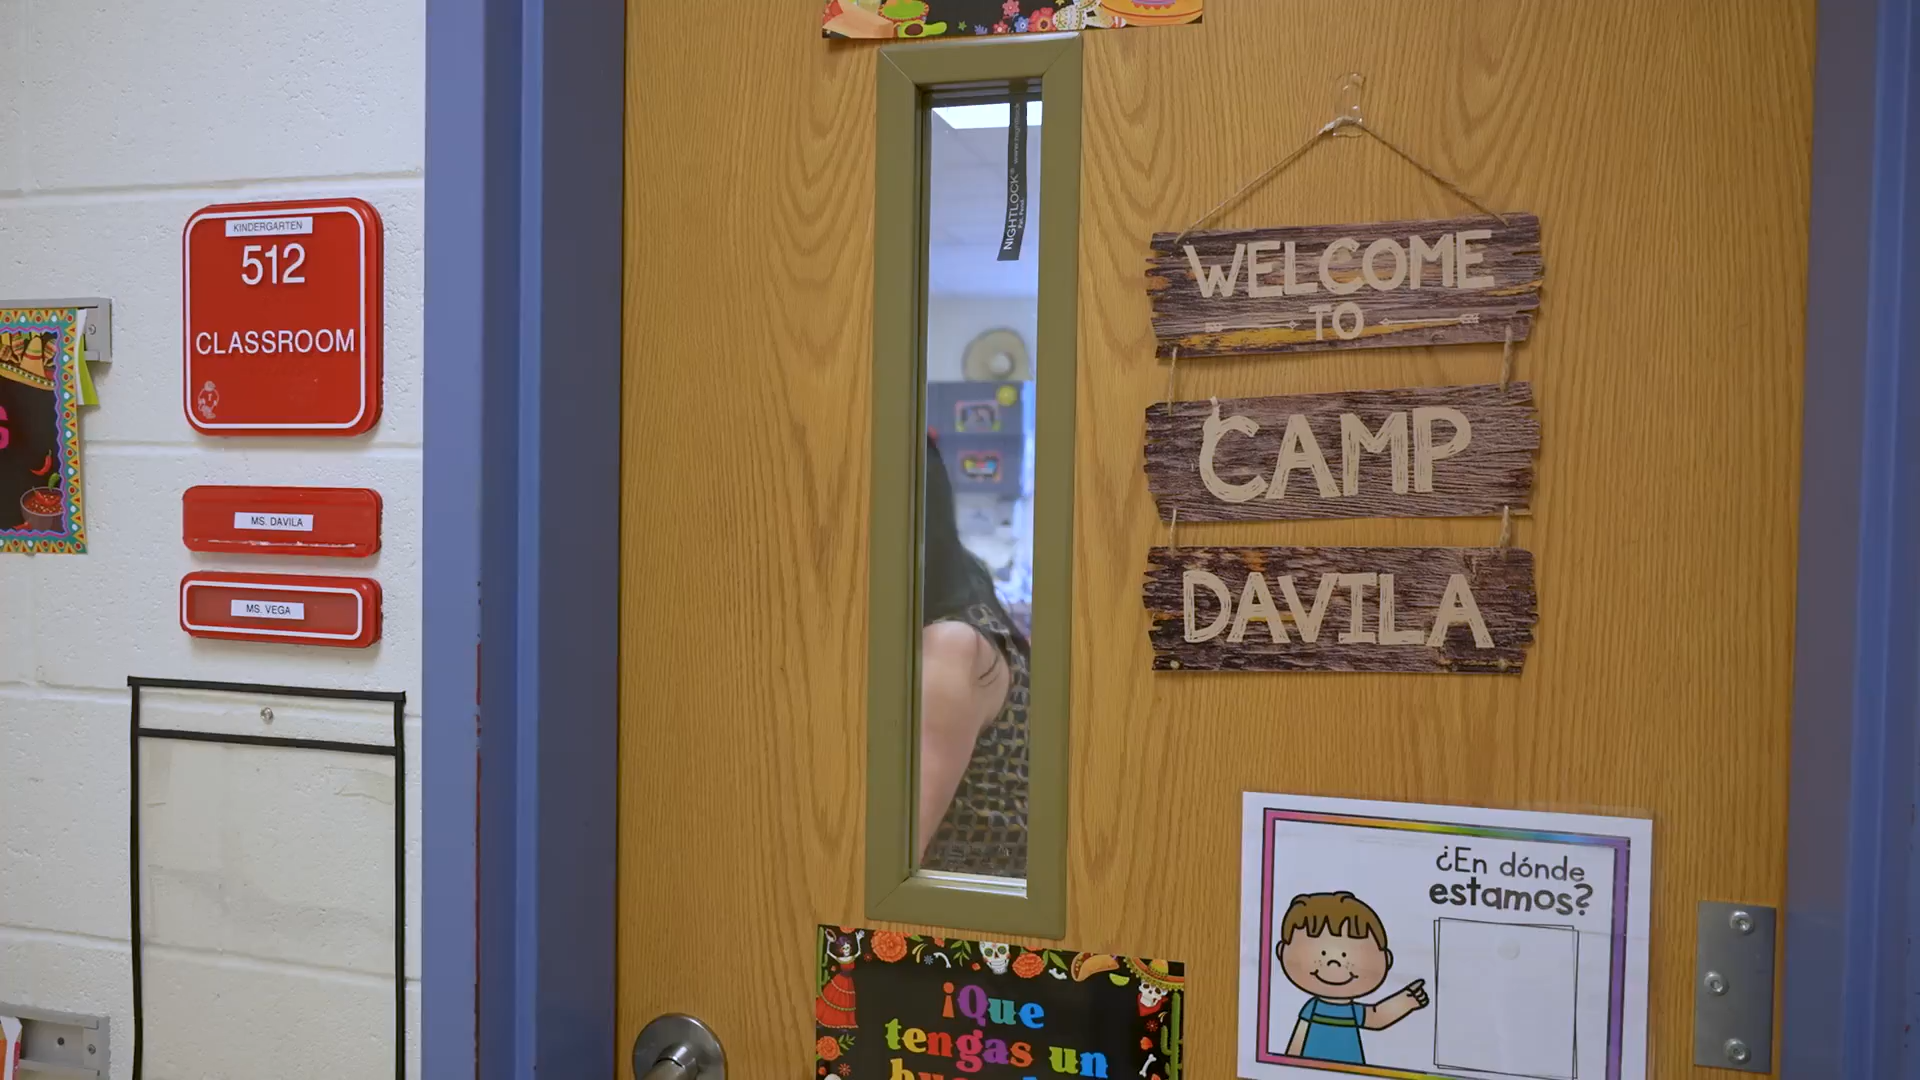 KINDERGARTEN
512
CLASSROOM
MS. DAVILA
MS. VEGA
NIGHTLOCK®
WELCOME
TO
CAMP
DAVILA
¿En dónde
estamos?
¡Que
tengas un